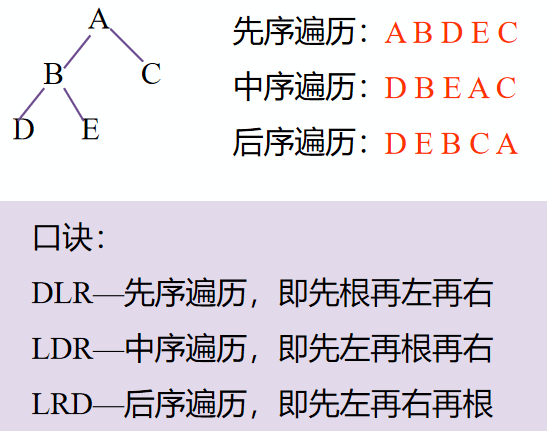 A
B
C
D
E
先序遍历：A B D E C
中序遍历：D B E A C
后序遍历：D E B C A
口诀：
DLR—先序遍历，即先根再左再右
LDR—中序遍历，即先左再根再右
LRD—后序遍历，即先左再右再根